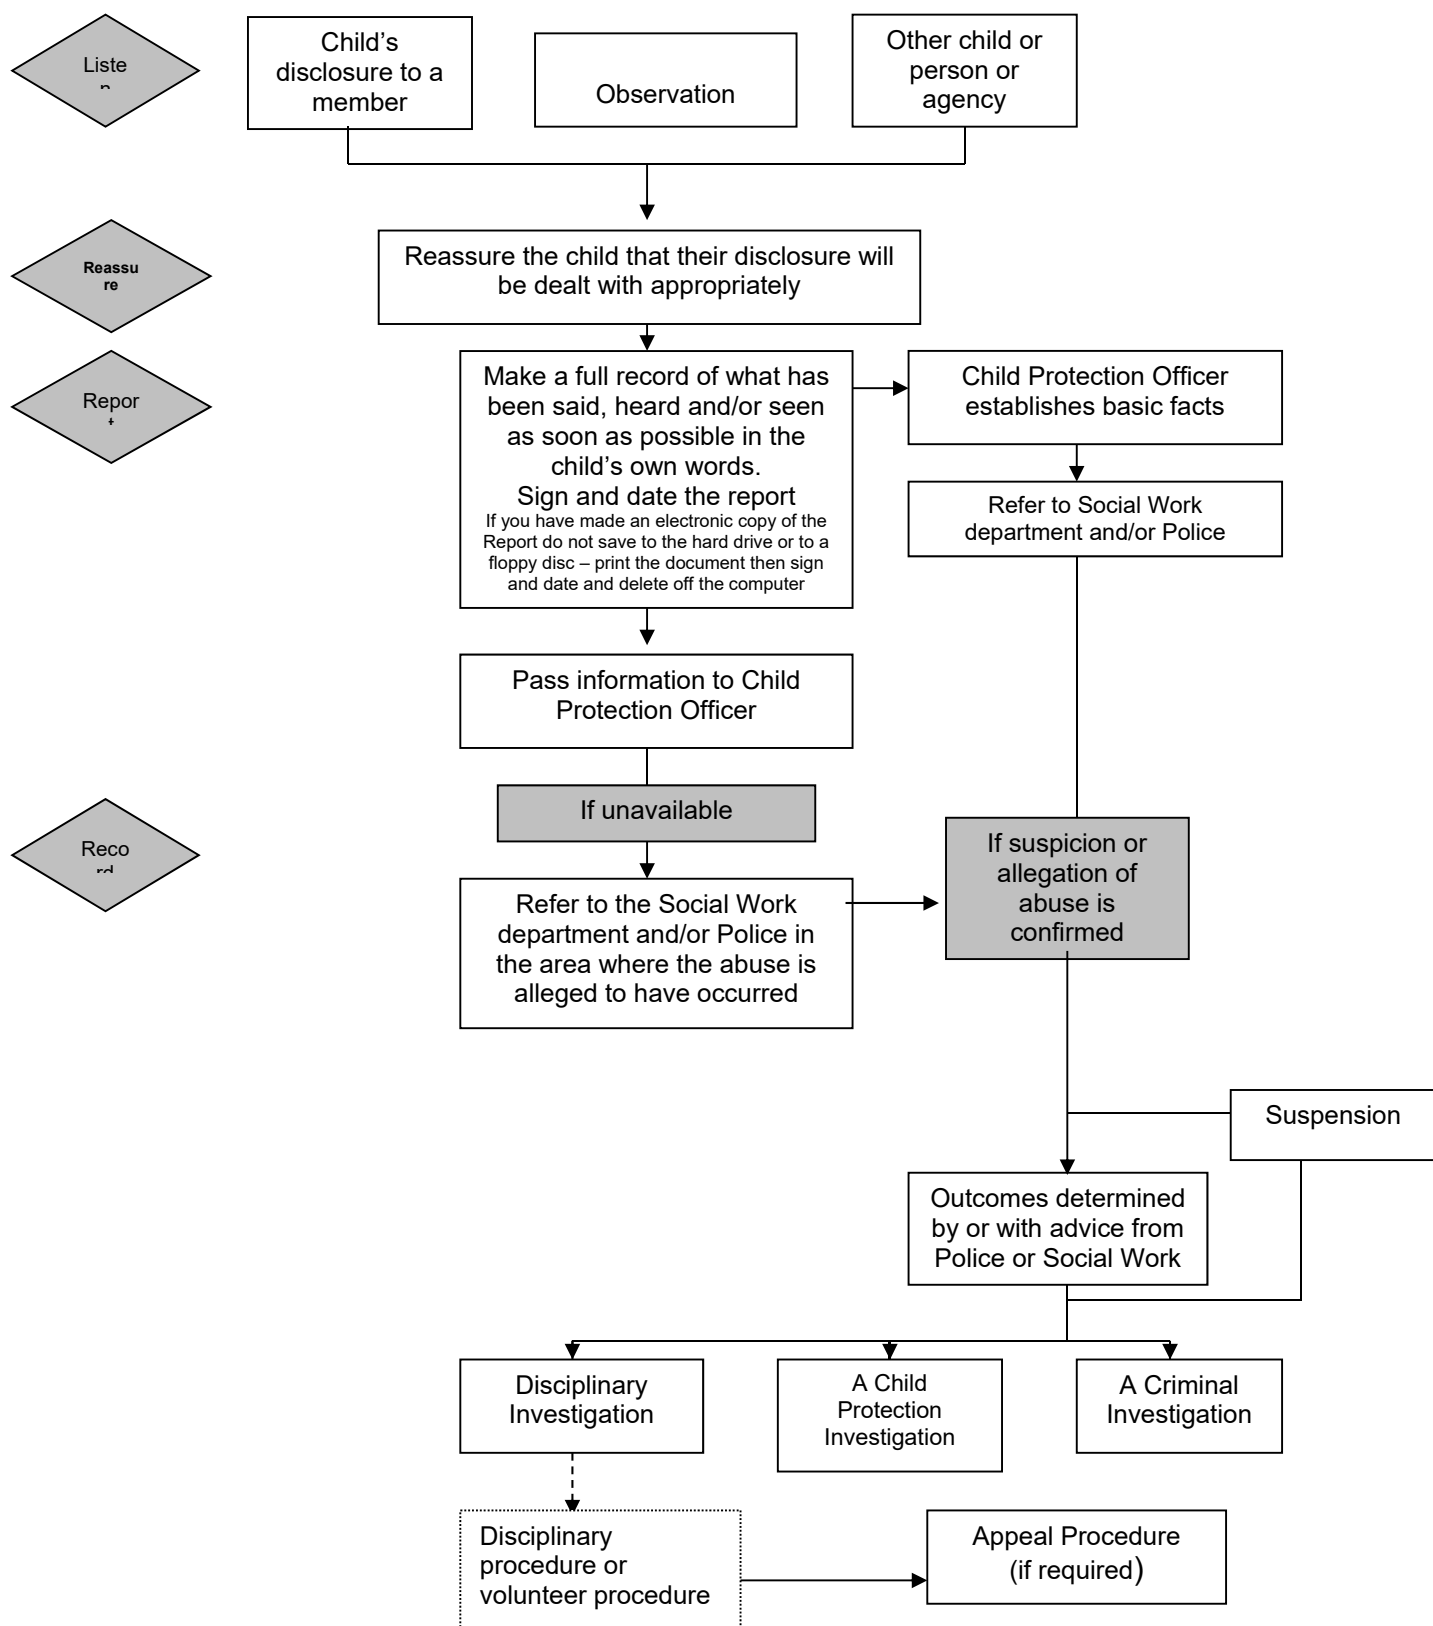 Liste
n
Child’s
disclosure to a
member
Observation
Other child or
person or
agency
Reassu
re
Reassure the child that their disclosure will
be dealt with appropriately
Repor
t
Make a full record of what has
been said, heard and/or seen
as soon as possible in the
child’s own words.
Sign and date the report
If you have made an electronic copy of the
Report do not save to the hard drive or to a
floppy disc – print the document then sign
and date and delete off the computer
Child Protection Officer
establishes basic facts
Refer to Social Work
department and/or Police
Pass information to Child
Protection Officer
If unavailable
Reco
rd
Refer to the Social Work
department and/or Police in
the area where the abuse is
alleged to have occurred
If suspicion or
allegation of
abuse is
confirmed
Suspension
Outcomes determined
by or with advice from
Police or Social Work
Disciplinary
Investigation
A Child
Protection
Investigation
A Criminal
Investigation
Disciplinary
procedure or
volunteer procedure
Appeal Procedure
(if required)